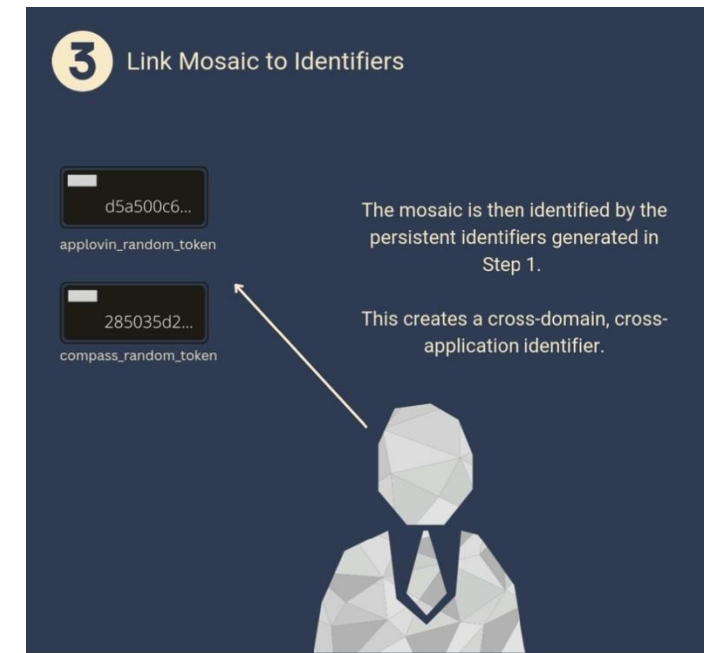 3 Link Mosaic to Identifiers
d5a500c6...
applovin_random_token
285035d2...
compass_random_token
The mosaic is then identified by the
persistent identifiers generated in
Step 1.
This creates a cross-domain, cross-
application identifier.